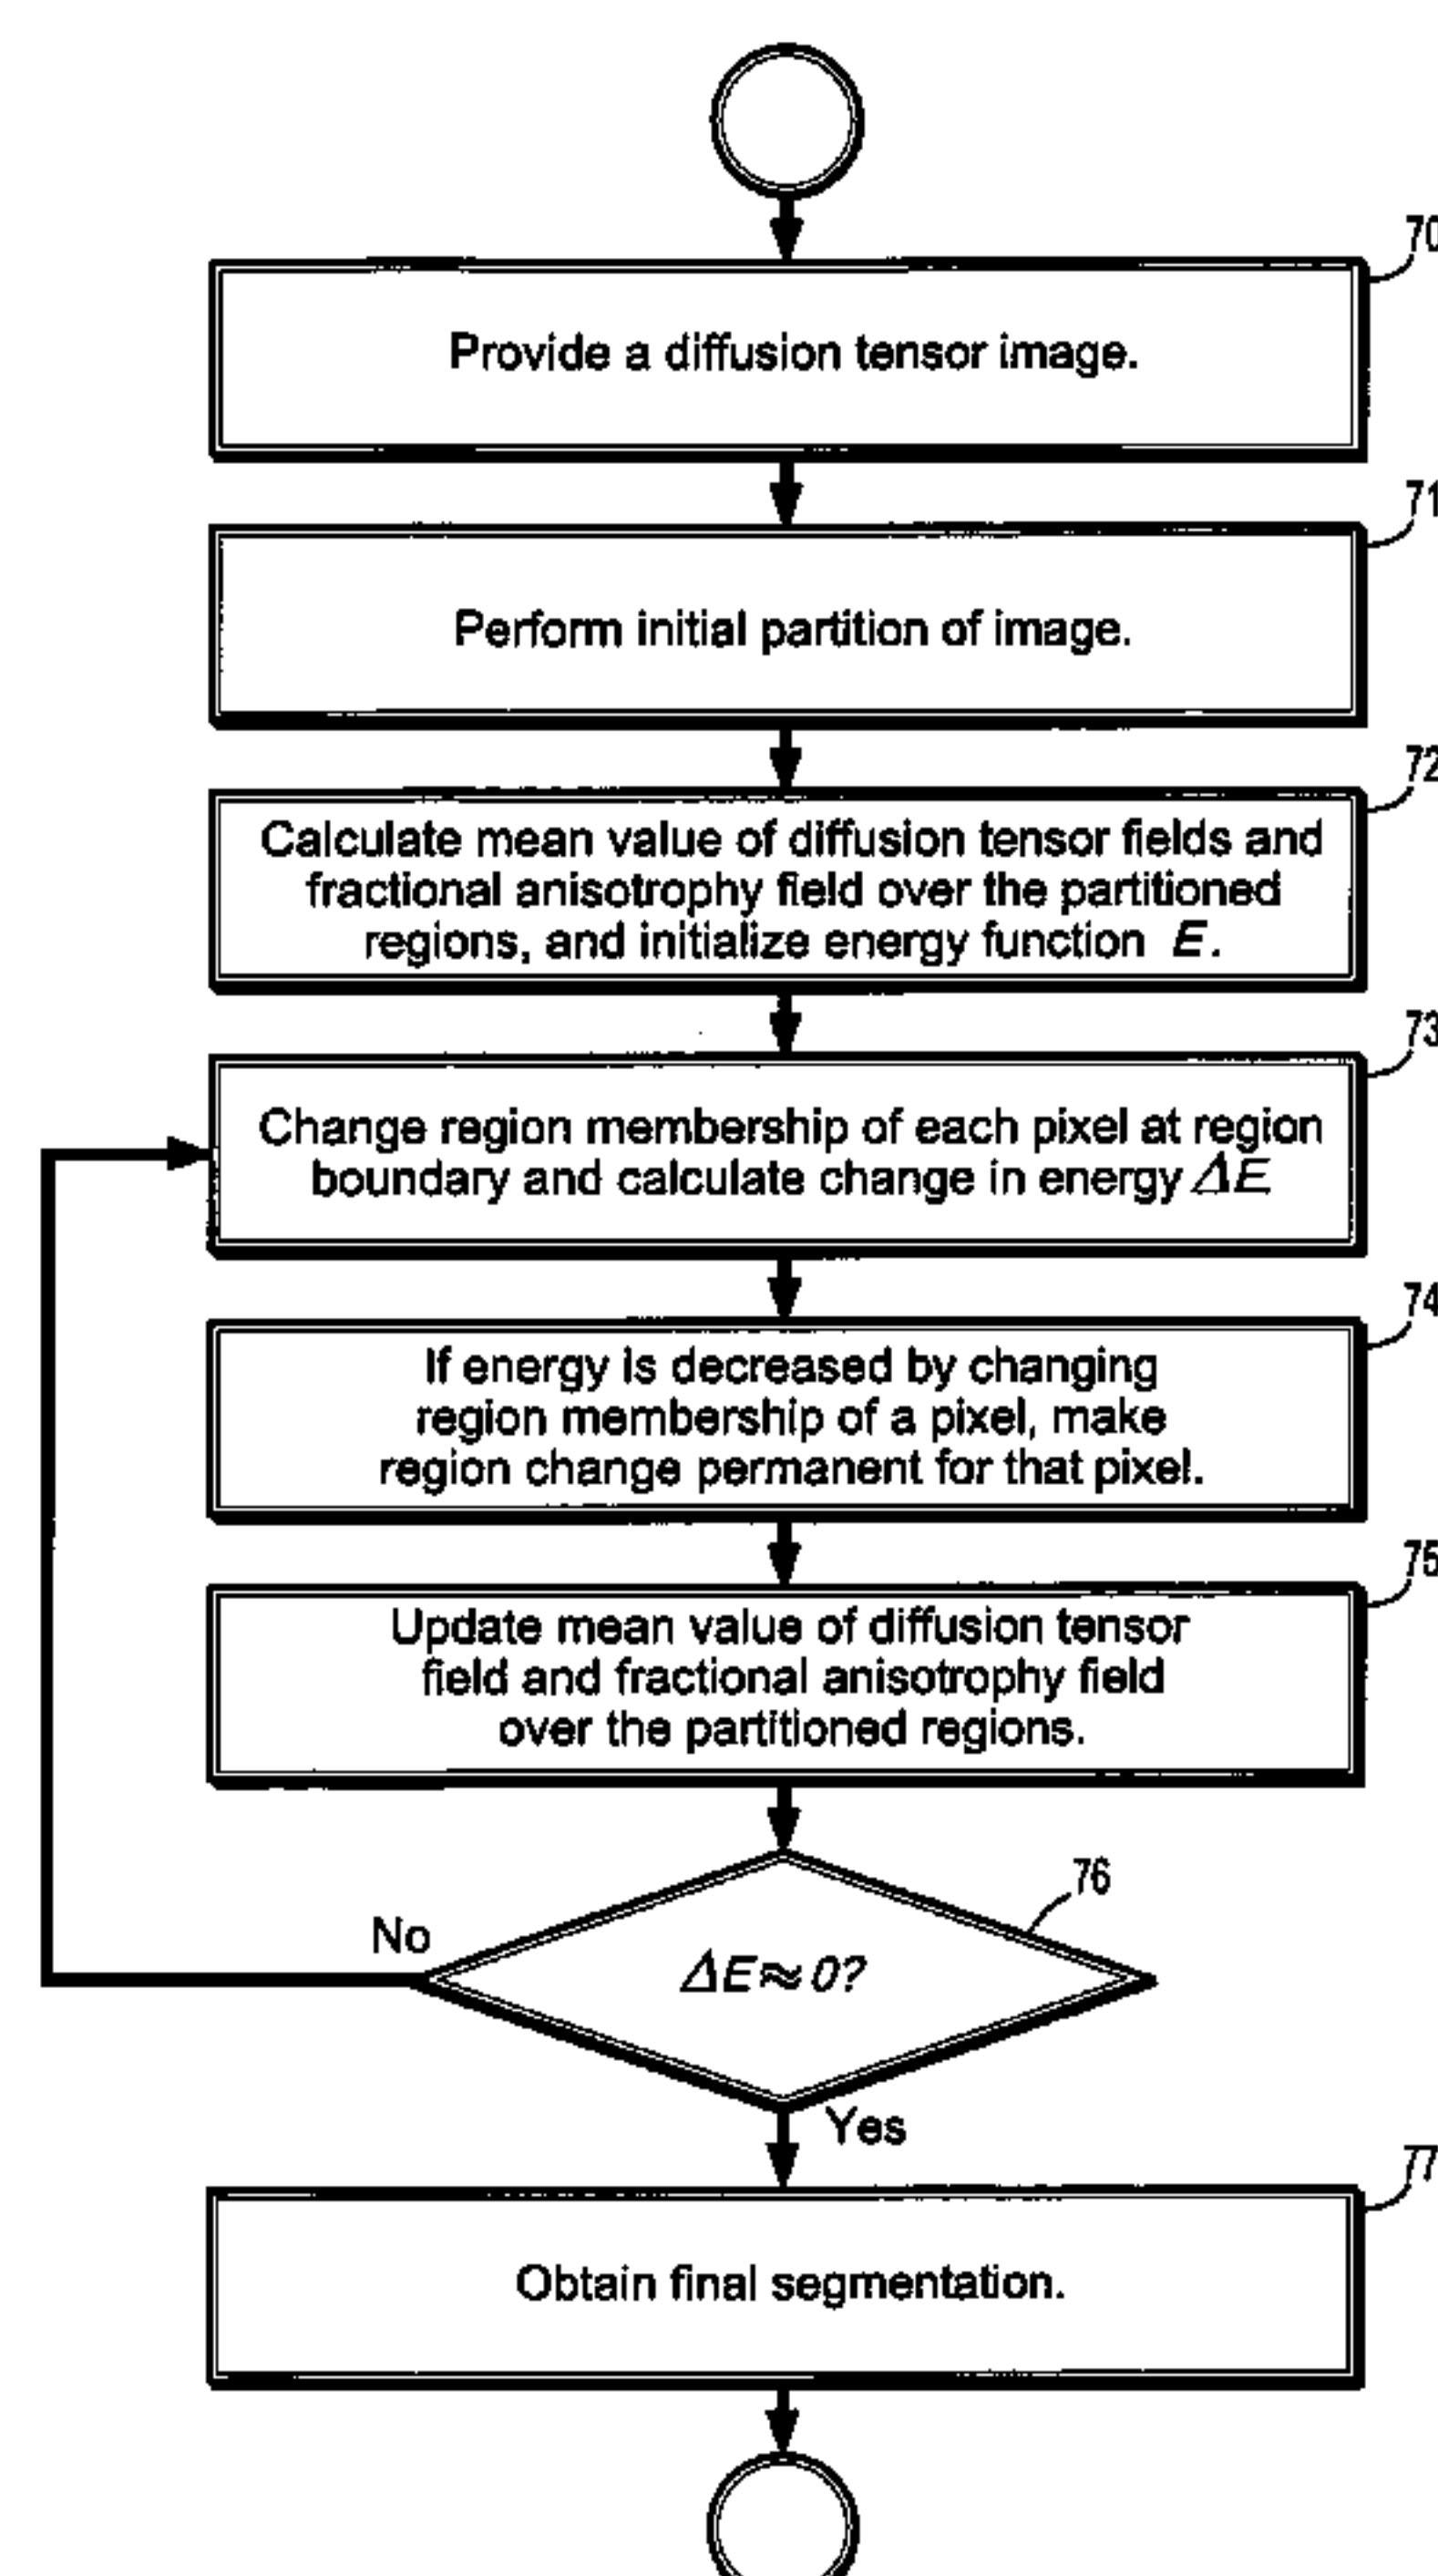 70
Provide a diffusion tensor image.
71
Perform initial partition of image.
72
Calculate mean value of diffusion tensor fields and
fractional anisotrophy field over the partitioned
regions, and initialize energy function E.
73
Change region membership of each pixel at region
boundary and calculate change in energy ΔE
74
If energy is decreased by changing
region membership of a pixel, make
region change permanent for that pixel.
75
Update mean value of diffusion tensor
field and fractional anisotrophy field
over the partitioned regions.
76
No
ΔE≈0?
Yes
77
Obtain final segmentation.